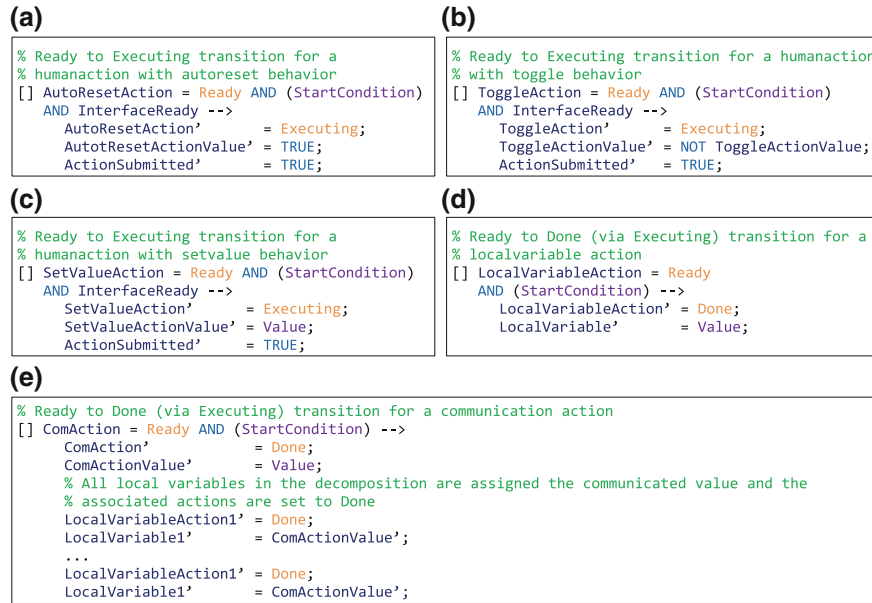 (a)
% Ready to Executing transition for a
% humanaction with autoreset behavior
[] AutoResetAction = Ready AND (StartCondition)
AND InterfaceReady -->
AutoResetAction’ = Executing;
AutotResetActionValue’ = TRUE;
ActionSubmitted’ = TRUE;
(b)
% Ready to Executing transition for a humanaction
% with toggle behavior
[] ToggleAction = Ready AND (StartCondition)
AND InterfaceReady -->
ToggleAction’ = Executing;
ToggleActionValue’ = NOT ToggleActionValue;
ActionSubmitted’ = TRUE;
(c)
% Ready to Executing transition for a
% humanaction with setvalue behavior
[] SetValueAction = Ready AND (StartCondition)
AND InterfaceReady -->
SetValueAction’ = Executing;
SetValueActionValue’ = Value;
ActionSubmitted’ = TRUE;
(d)
% Ready to Done (via Executing) transition for a
% localvariable action
[] LocalVariableAction = Ready
AND (StartCondition) -->
LocalVariableAction’ = Done;
LocalVariable’ = Value;
(e)
% Ready to Done (via Executing) transition for a communication action
[] ComAction = Ready AND (StartCondition) -->
ComAction’ = Done;
ComActionValue’ = Value;
% All local variables in the decomposition are assigned the communicated value and the
% associated actions are set to Done
LocalVariableAction1’ = Done;
LocalVariable1’ = ComActionValue’;
...
LocalVariableAction1’ = Done;
LocalVariable1’ = ComActionValue’;